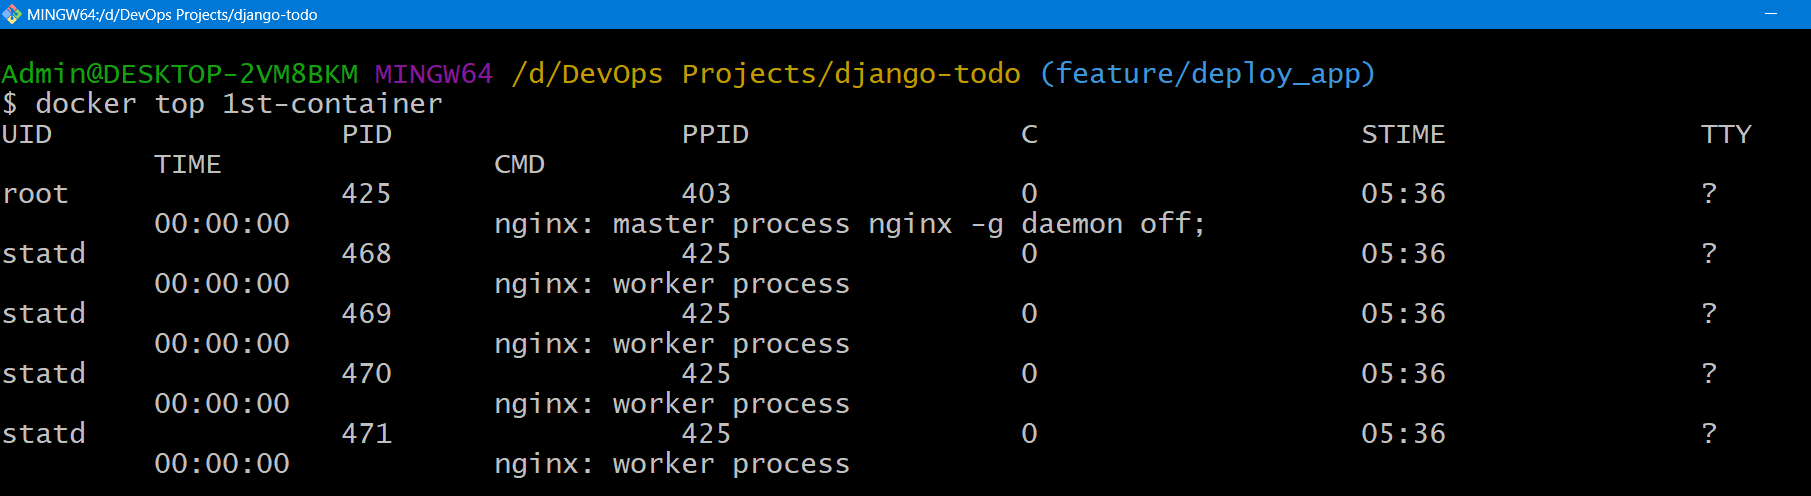 MINGW64:/d/DevOps Projects/django-todo
Admin@DESKTOP-2VM8BKM MINGW64 /d/DevOps Projects/django-todo (feature/deploy_app)
$ docker top 1st-container
UID PID PPID C STIME TTY
TIME CMD
root 425 403 0 05:36 ?
00:00:00 nginx: master process nginx -g daemon off;
statd 468 425 0 05:36 ?
00:00:00 nginx: worker process
statd 469 425 0 05:36 ?
00:00:00 nginx: worker process
statd 470 425 0 05:36 ?
00:00:00 nginx: worker process
statd 471 425 0 05:36 ?
00:00:00 nginx: worker process